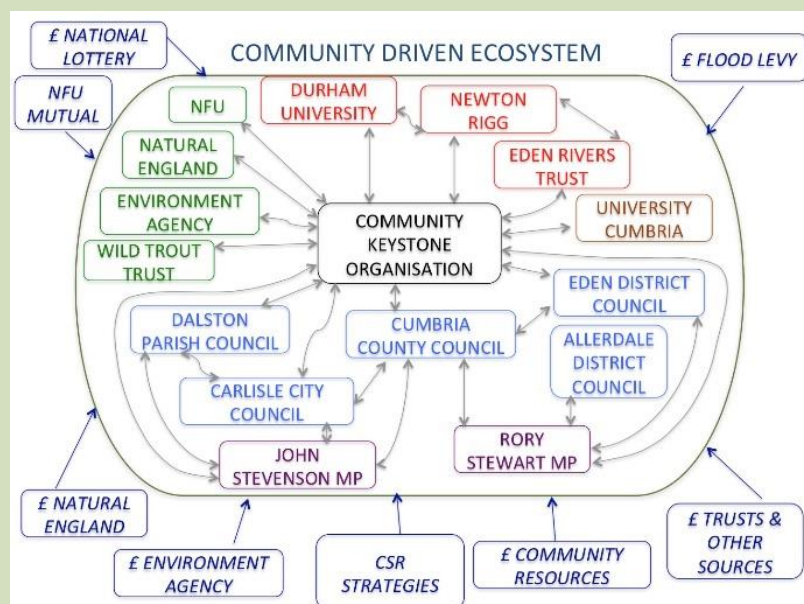 £ NATIONAL
LOTTERY
COMMUNITY DRIVEN ECOSYSTEM
£ FLOOD LEVY
NFU
MUTUAL
NFU
DURHAM
UNIVERSITY
NEWTON
RIGG
NATURAL
ENGLAND
EDEN RIVERS
TRUST
ENVIRONMENT
AGENCY
COMMUNITY
KEYSTONE
ORGANISATION
UNIVERSITY
CUMBRIA
WILD TROUT
TRUST
EDEN DISTRICT
COUNCIL
DALSTON
PARISH COUNCIL
CUMBRIA
COUNTY COUNCIL
ALLERDALE
DISTRICT
COUNCIL
CARLISLE CITY
COUNCIL
JOHN
STEVENSON MP
RORY
STEWART MP
£ NATURAL
ENGLAND
£ ENVIRONMENT
AGENCY
CSR
STRATEGIES
£ COMMUNITY
RESOURCES
£ TRUSTS &
OTHER
SOURCES